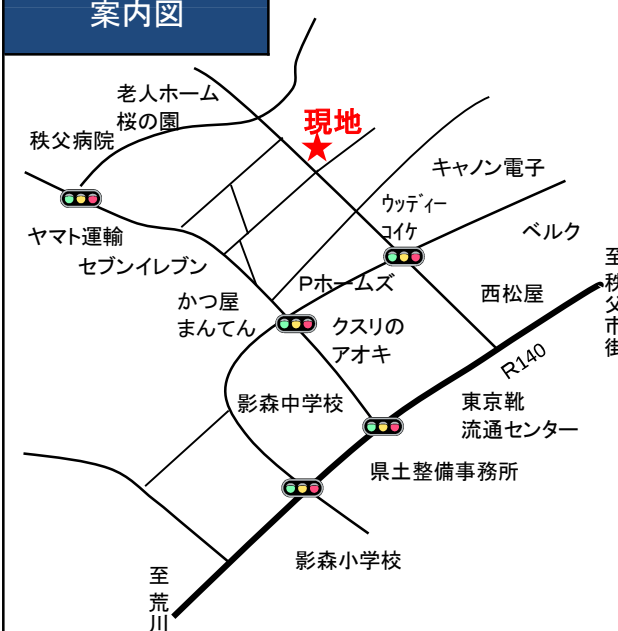 案内図
老人ホーム
桜の園
秩父病院
現地
キャノン電子
ウッディー
コイケ
ベルク
ヤマト運輸
セブンイレブン
Pホームズ
西松屋
至秩父市街
かつ屋
まんてん
クスリの
アオキ
R140
影森中学校
東京靴
流通センター
県土整備事務所
影森小学校
至荒川